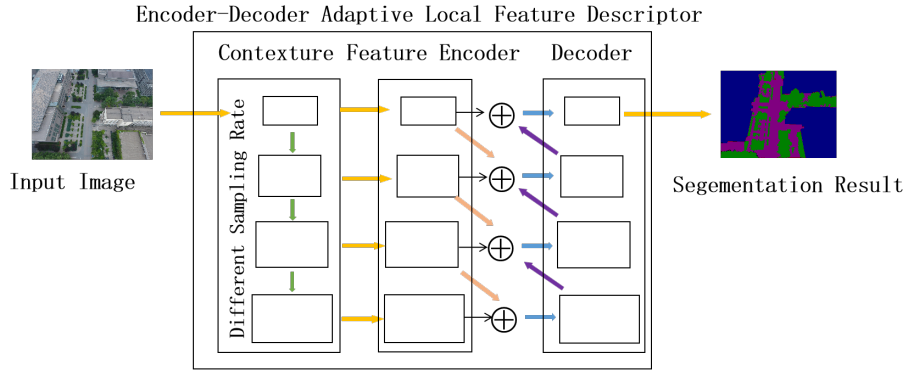 Encoder-Decoder Adaptive Local Feature Descriptor
Contexture Feature Encoder
Decoder
Different Sampling Rate
Input Image
Segementation Result